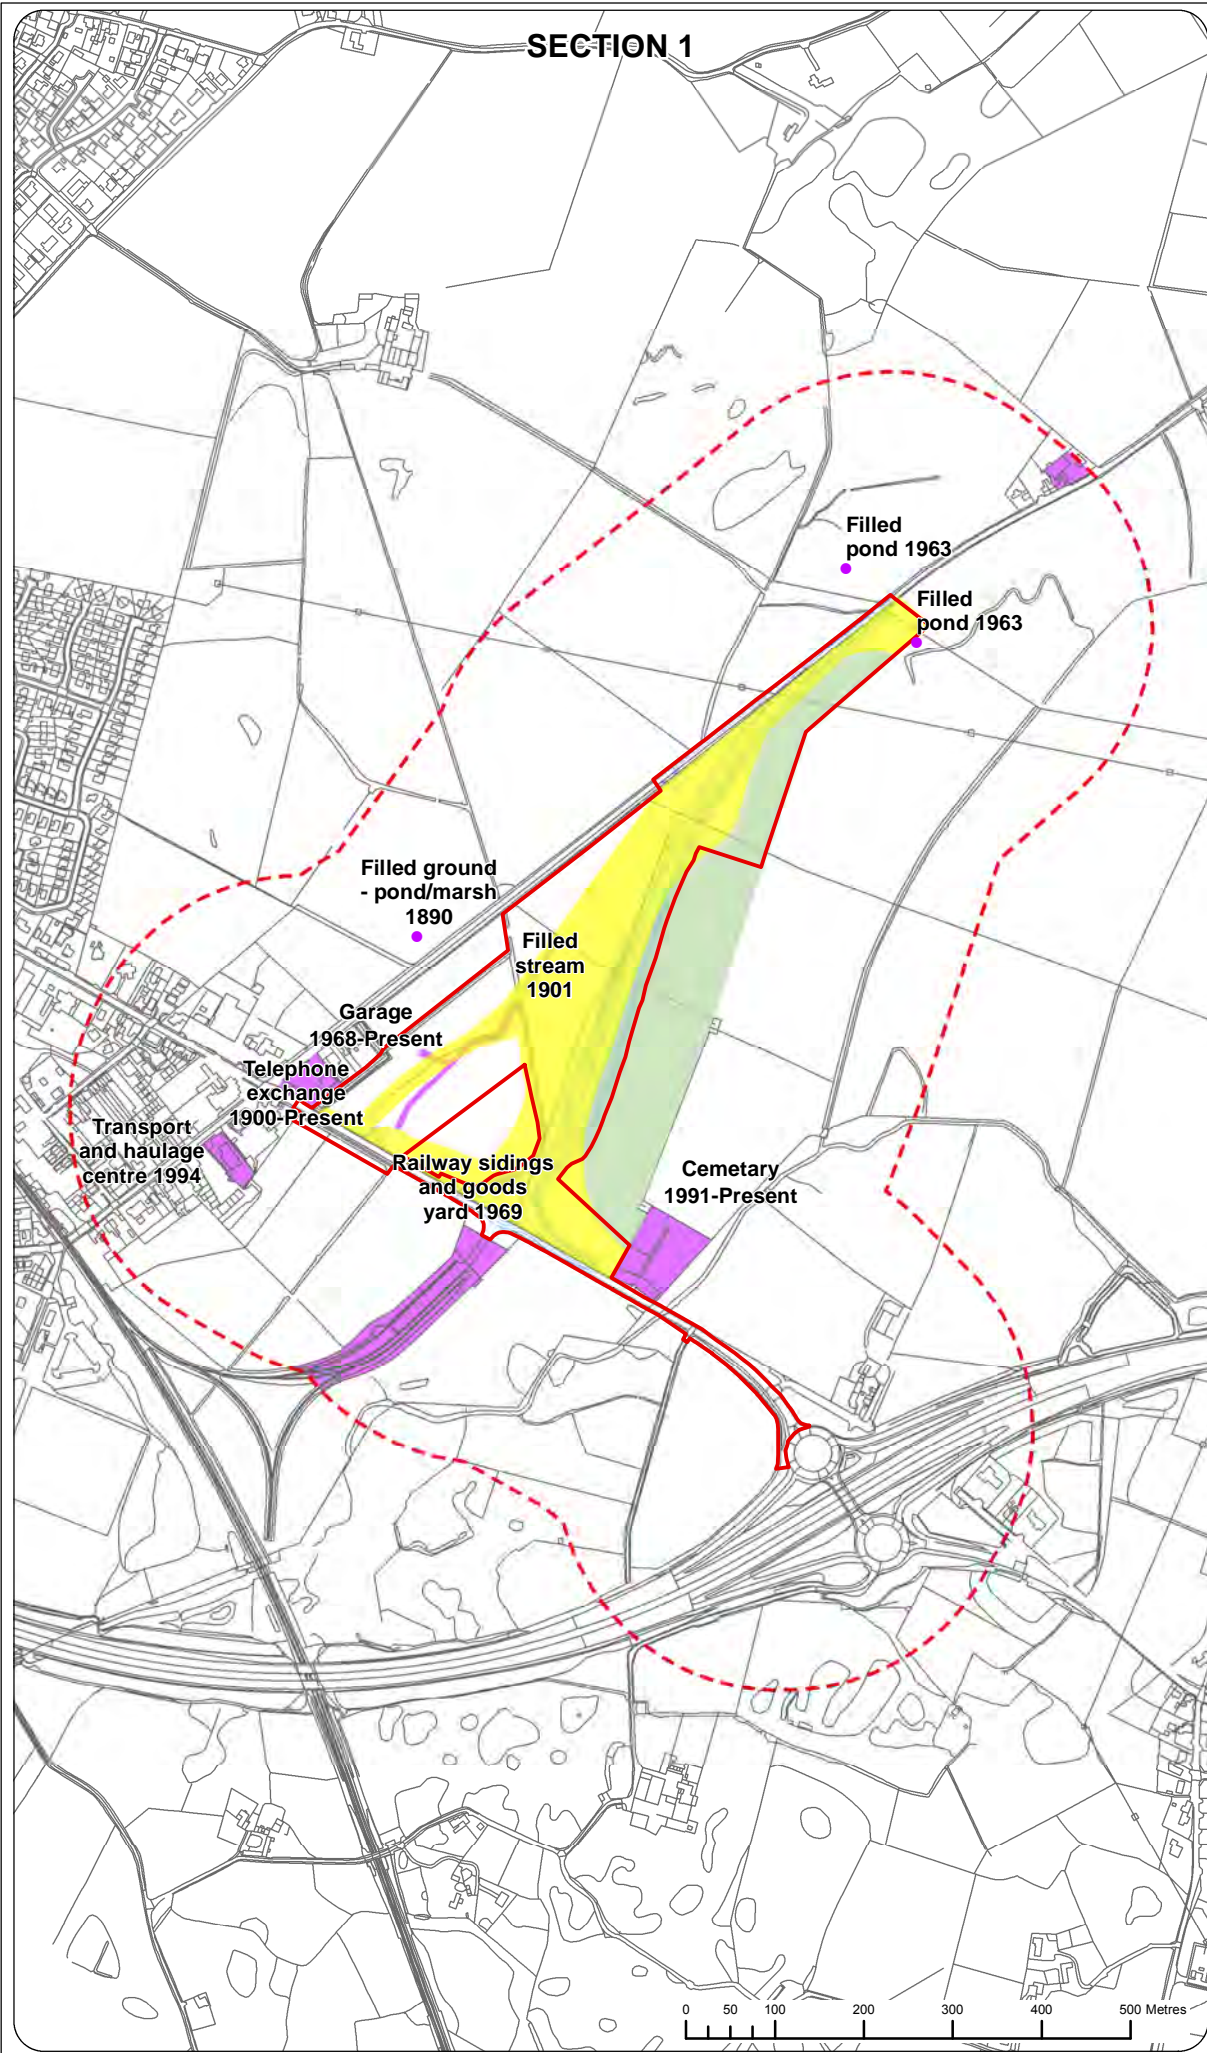 SECTION 1
Filled
pond 1963
Filled
pond 1963
Filled ground
- pond/marsh
1890
Filled
stream
1901
Garage
1968-Present
Telephone
exchange
1900-Present
Transport
and haulage
centre 1994
Railway sidings
and goods
yard 1969
Cemetary
1991-Present
0 50 100 200 300 400 500 Metres